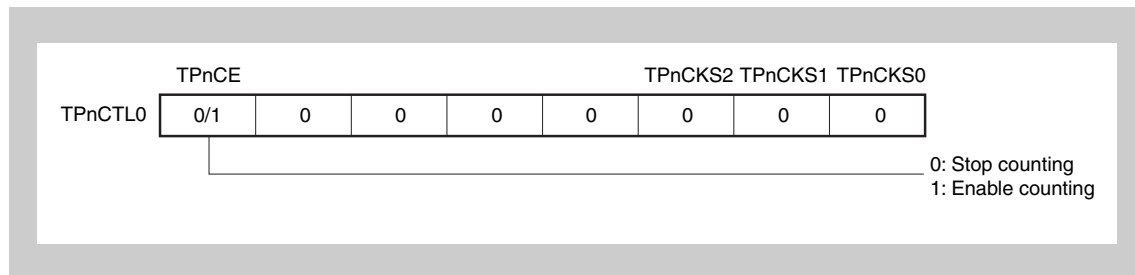 TPnCE TPnCKS2 TPnCKS1 TPnCKS0
TPnCTL0 0/1 0 0 0 0 0 0 0
0: Stop counting
1: Enable counting